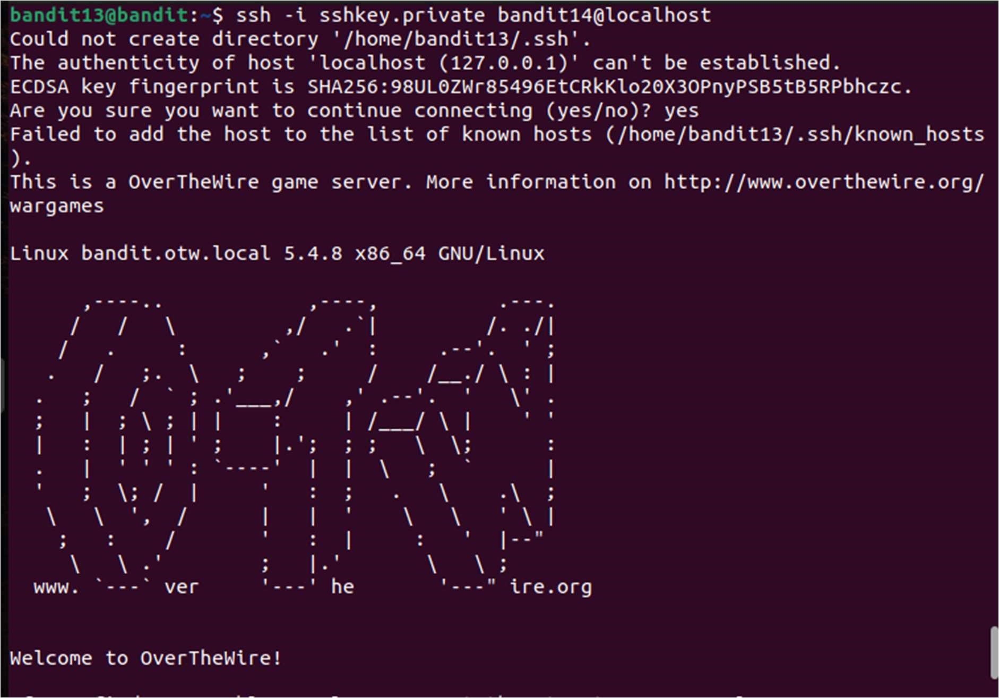 bandit13@bandit:~$ ssh -i sshkey.private bandit14@localhost
Could not create directory '/home/bandit13/.ssh'.
The authenticity of host 'localhost (127.0.0.1)' can't be established.
ECDSA key fingerprint is SHA256:98UL0ZWr85496EtCRkKlo20X3OPnyPSB5tB5RPbhczc.
Are you sure you want to continue connecting (yes/no)? yes
Failed to add the host to the list of known hosts (/home/bandit13/.ssh/known_hosts
).
This is a OverTheWire game server. More information on http://www.overthewire.org/
wargames
Linux bandit.otw.local 5.4.8 x86_64 GNU/Linux
www. ver he ire.org
Welcome to OverTheWire!